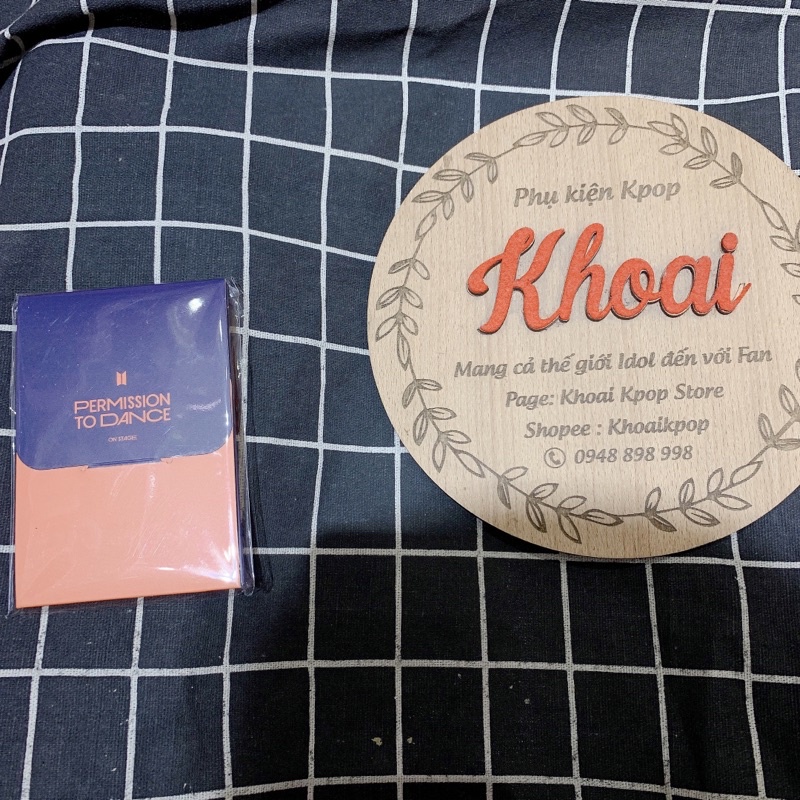 PERMISSION
TO DANCE
ON STAGE
Phụ kiện Kpop
Khoai
Mang cả thế giới Idol đến với Fan
Page: Khoai Kpop Store
Shopee : Khoaikpop
0948 898 998